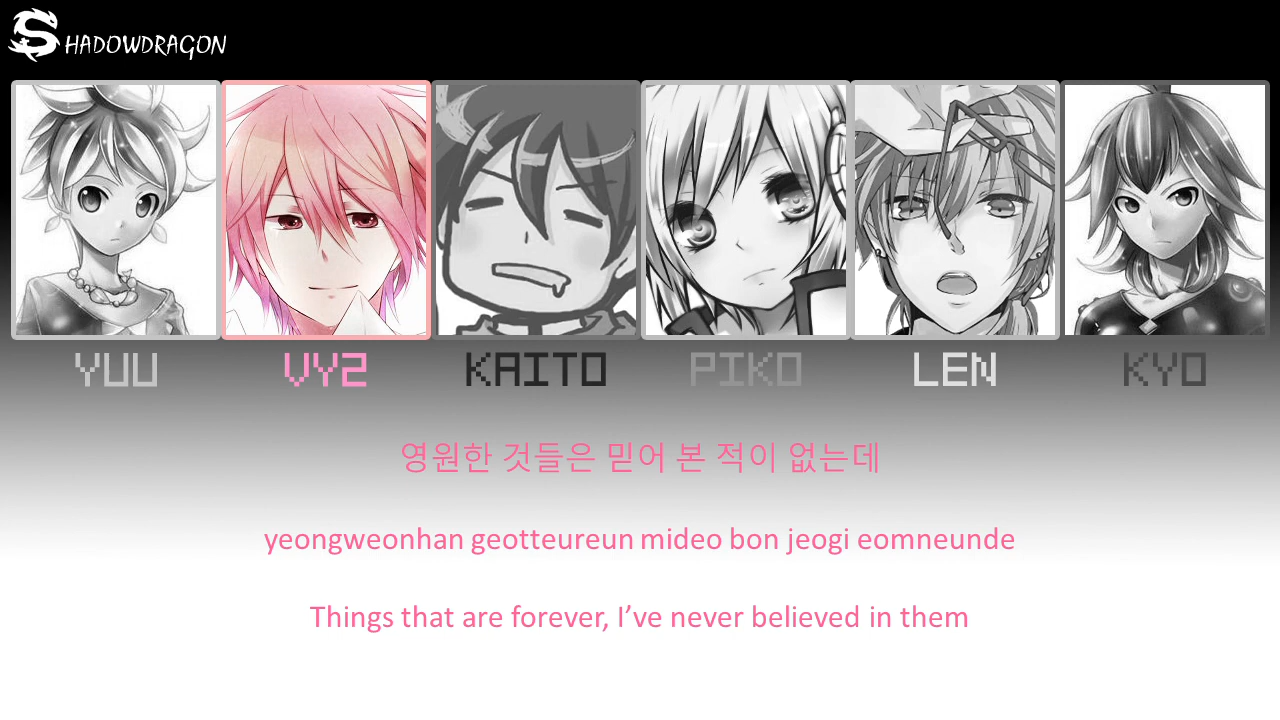 SHADOWDRAGON
YUU VY2 KAITO PIKO LEN KYO
영원한 것들은 믿어 본 적이 없는데
yeongweonhan geotteureun mideo bon jeogi eomneunde
Things that are forever, I’ve never believed in them